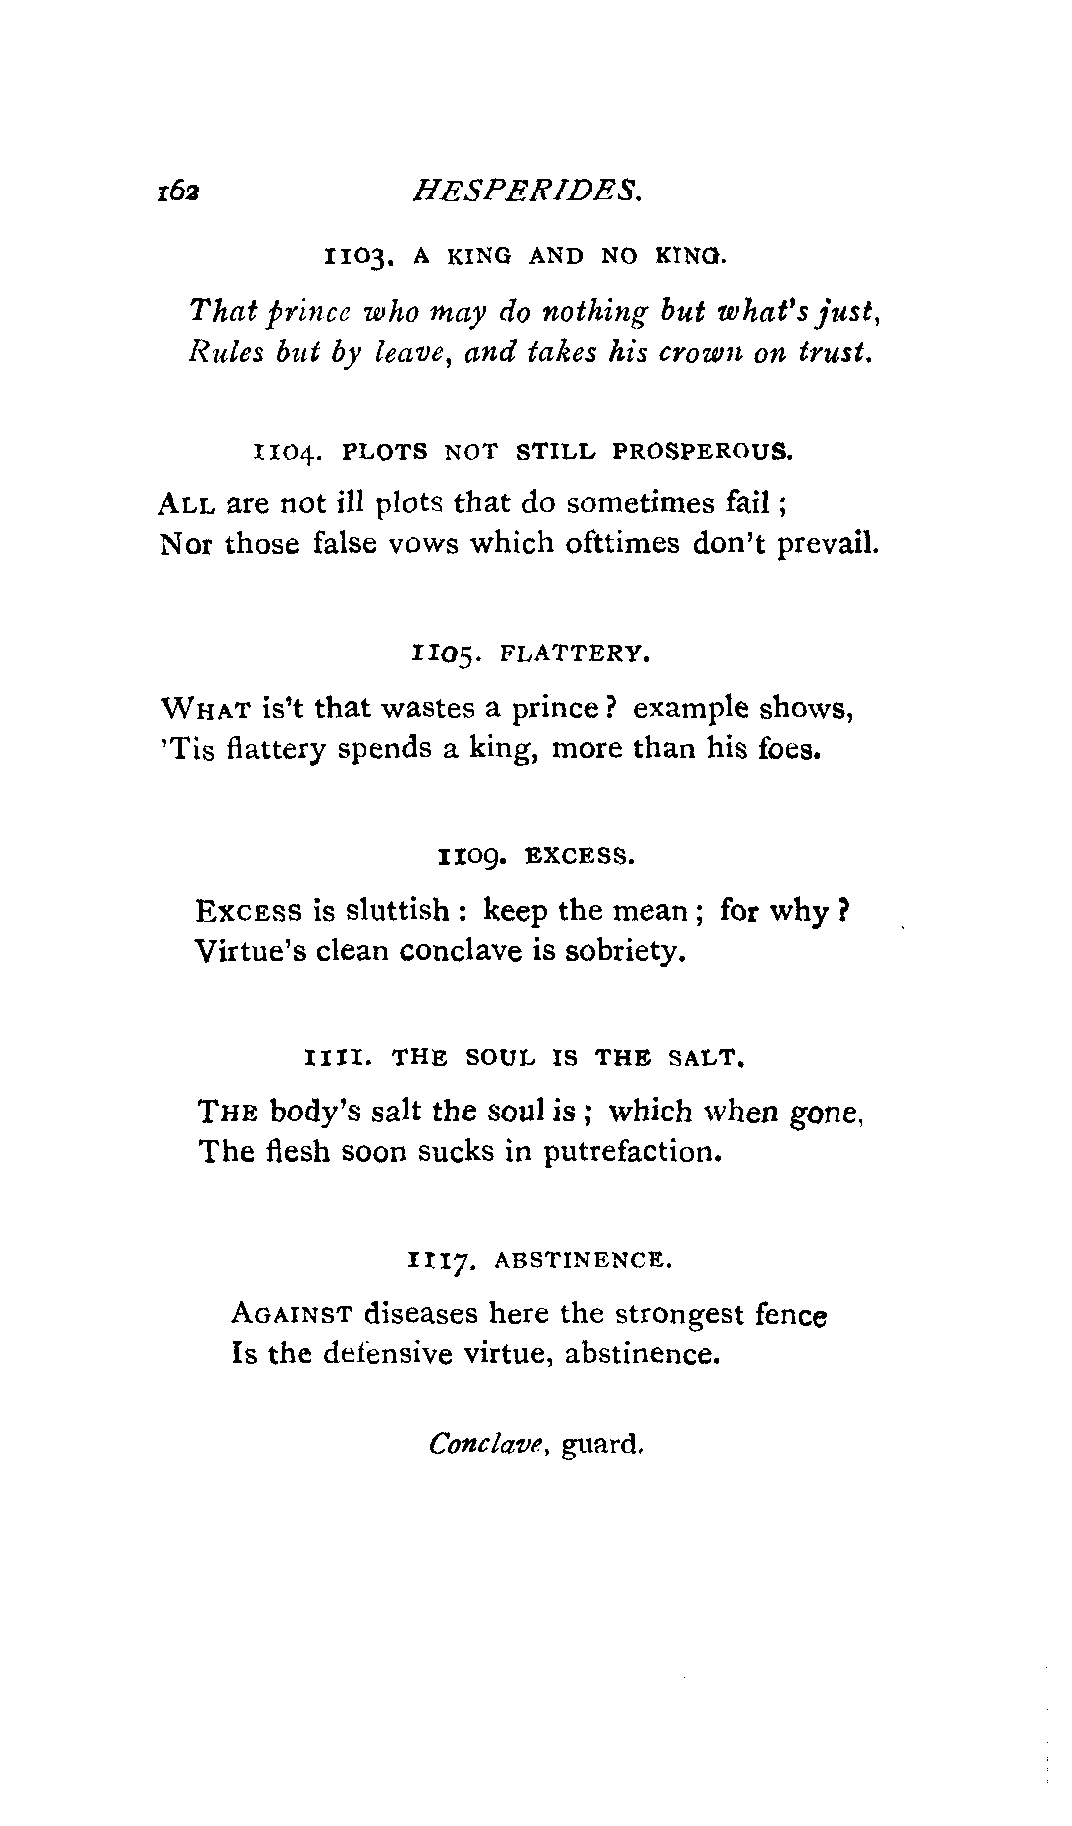 162 HESPERIDES.
1103. A KING AND NO KING.
That prince who may do nothing but what's just,
Rules but by leave, and takes his crown on trust.
1104. PLOTS NOT STILL PROSPEROUS.
ALL are not ill plots that do sometimes fail ;
Nor those false vows which ofttimes don't prevail.
1105. FLATTERY.
WHAT is't that wastes a prince ? example shows,
'Tis flattery spends a king, more than his foes.
1109. EXCESS.
EXCESS is sluttish : keep the mean ; for why ?
Virtue's clean conclave is sobriety.
1111. THE SOUL IS THE SALT.
THE body's salt the soul is ; which when gone,
The flesh soon sucks in putrefaction.
1117. ABSTINENCE.
AGAINST diseases here the strongest fence
Is the defensive virtue, abstinence.
Conclave, guard.